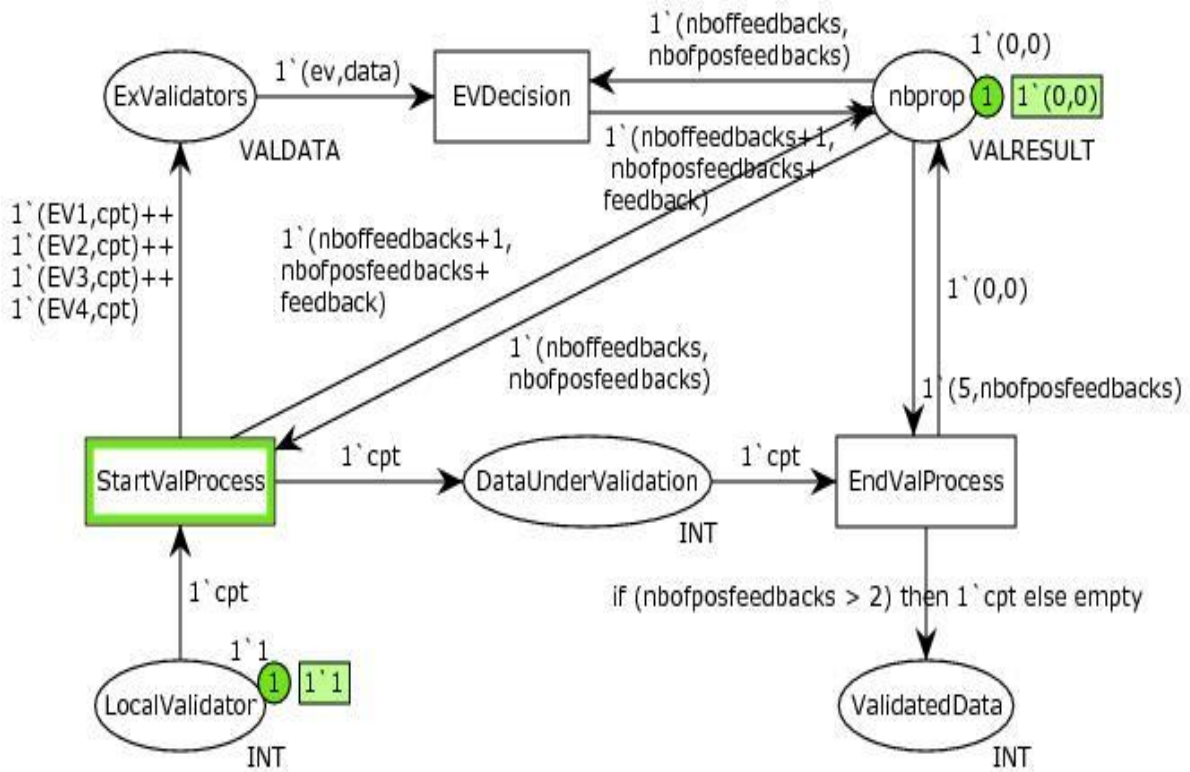 1`(nboffeedbacks,
nbofposfeedbacks)
1`(0,0)
ExValidators
1`(ev,data)
EVDecision
nbprop
1
1`(0,0)
VALDATA
VALRESULT
1`(nboffeedbacks+1,
nbofposfeedbacks+
feedback)
1`(EV1,cpt)++
1`(EV2,cpt)++
1`(EV3,cpt)++
1`(EV4,cpt)
1`(nboffeedbacks+1,
nbofposfeedbacks+
feedback)
1`(0,0)
1`(nboffeedbacks,
nbofposfeedbacks)
1`(5,nbofposfeedbacks)
StartValProcess
1`cpt
DataUnderValidation
1`cpt
EndValProcess
INT
1`cpt
if (nbofposfeedbacks > 2) then 1`cpt else empty
1`1
LocalValidator
1
1`1
ValidatedData
INT
INT